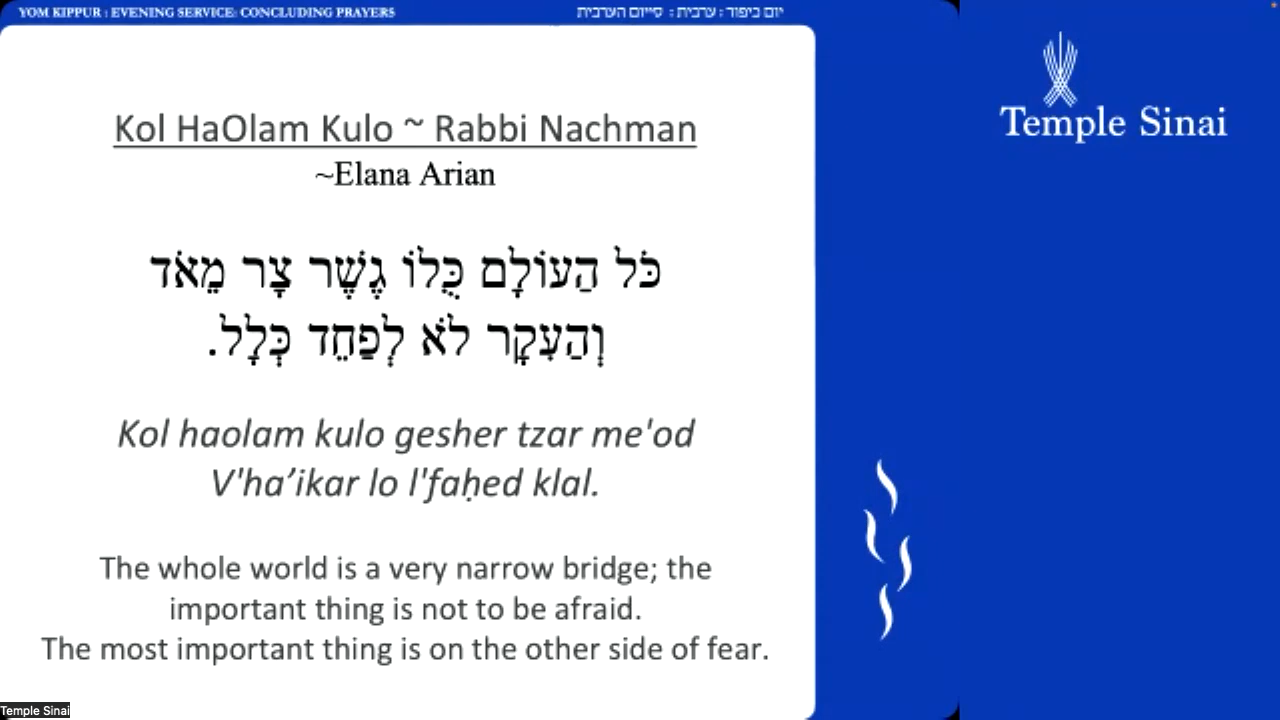 YOM KIPPUR : EVENING SERVICE: CONCLUDING PRAYERS
יום כיפור : ערבית : סייום הערבית
Temple Sinai
Kol HaOlam Kulo ~ Rabbi Nachman
~Elana Arian
כֹּל הַעוֹלָם כֻּלוֹ גֶשֶׁר צָר מֵאֹד
וְהַעִקָר לֹא לְפַחֵד כְּלָל.
Kol haolam kulo gesher tzar me'od
V'ha’ikar lo l'faḥed klal.
The whole world is a very narrow bridge; the
important thing is not to be afraid.
The most important thing is on the other side of fear.
Temple Sinai